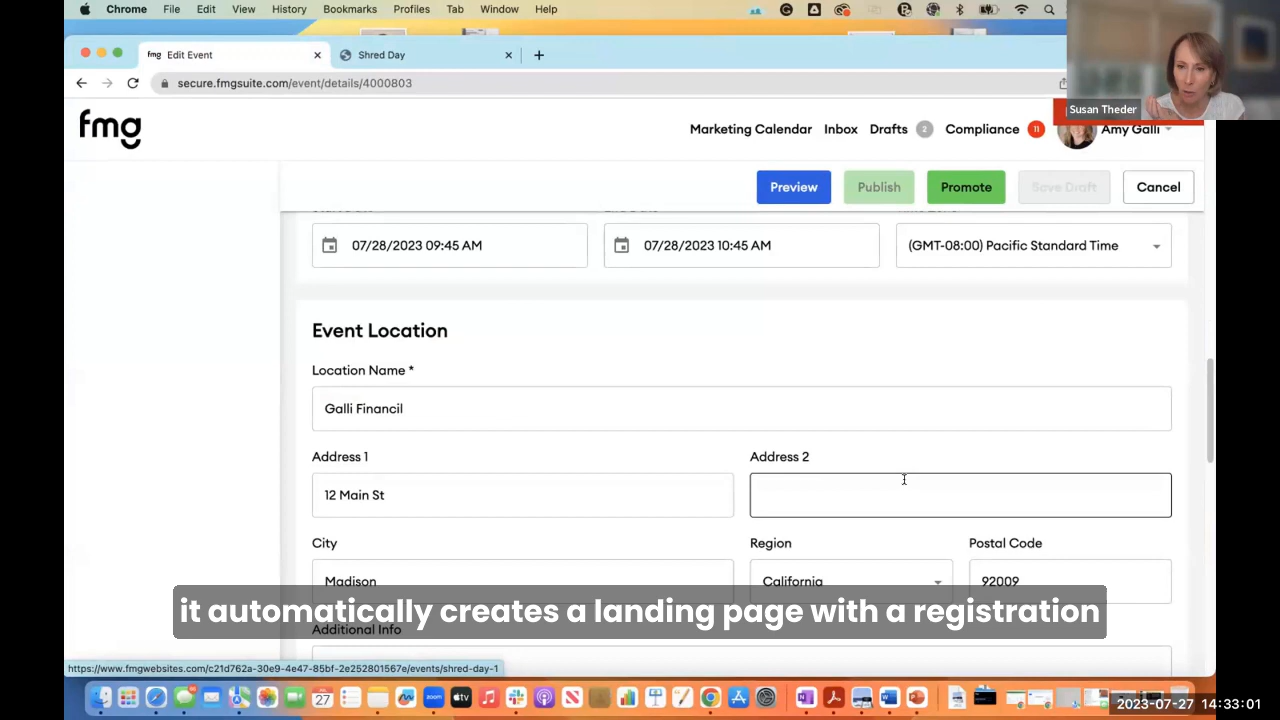 Chrome File Edit View History Bookmarks Profiles Tab Window Help
fmg Edit Event
Shred Day
secure.fmgsuite.com/event/details/4000803
Susan Theder
fmg
Marketing Calendar Inbox Drafts 2 Compliance 11 Amy Galli
Preview Publish Promote Save Draft Cancel
07/28/2023 09:45 AM
07/28/2023 10:45 AM
(GMT-08:00) Pacific Standard Time
Event Location
Location Name *
Galli Financil
Address 1
Address 2
12 Main St
City
Region
Postal Code
Madison
California
92009
it automatically creates a landing page with a registration
Additional Info
https://www.fmgwebsites.com/c21d762a-30e9-4e47-85bf-2e252801567e/events/shred-day-1
27
zoom
tv
2023-07-27 14:33:01